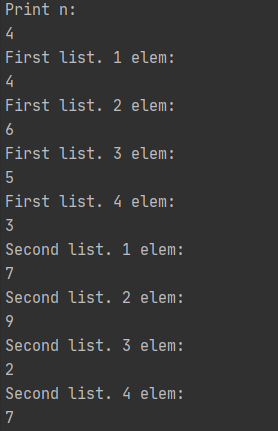 Print n:
4
First list. 1 elem:
4
First list. 2 elem:
6
First list. 3 elem:
5
First list. 4 elem:
3
Second list. 1 elem:
7
Second list. 2 elem:
9
Second list. 3 elem:
2
Second list. 4 elem:
7